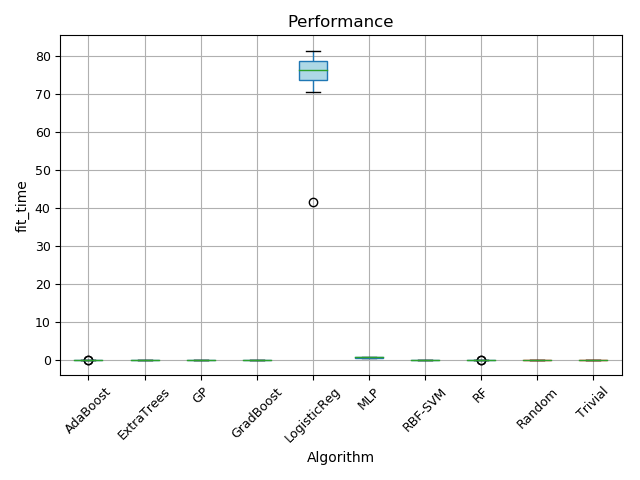 Performance
fit_time
80
70
60
50
40
30
20
10
0
AdaBoost
ExtraTrees
GP
GradBoost
LogisticReg
MLP
RBF-SVM
RF
Random
Trivial
Algorithm